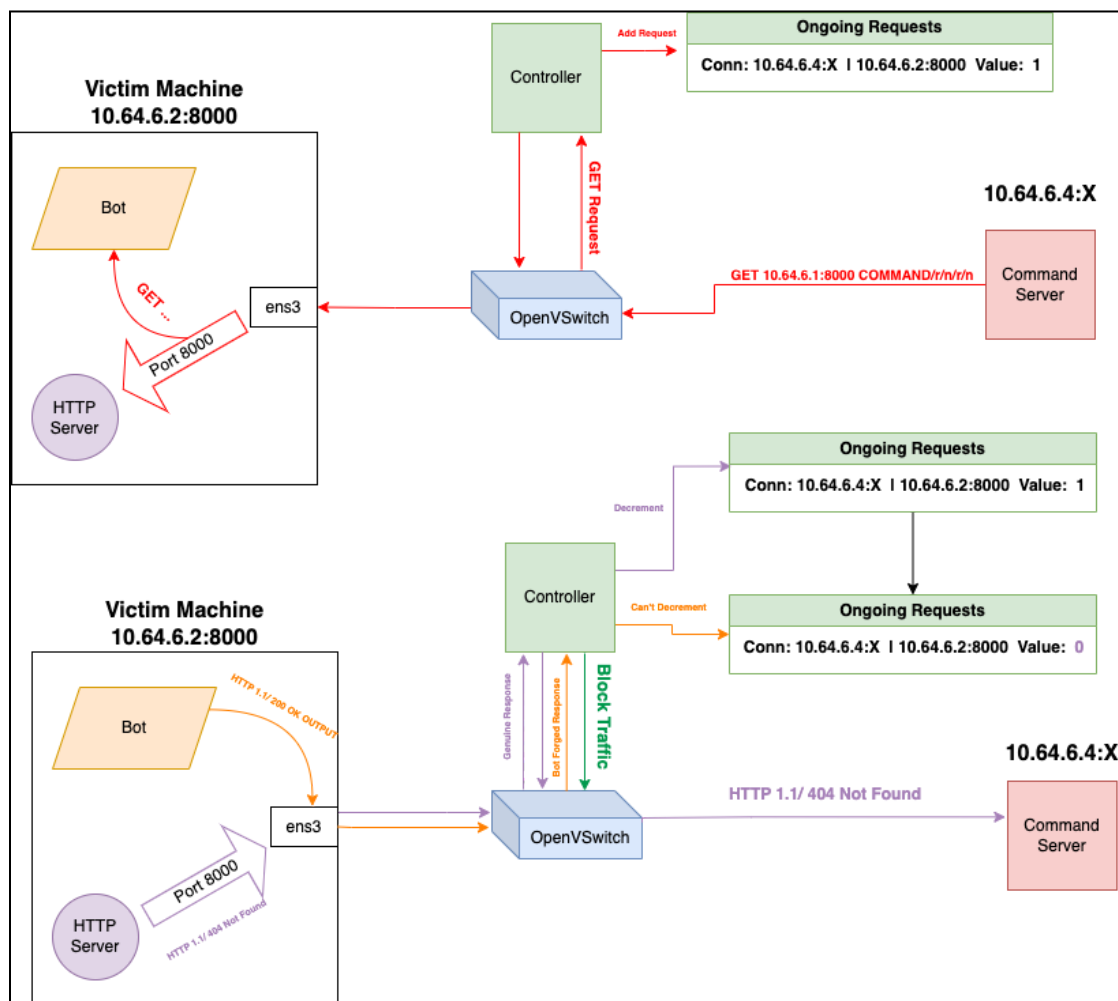 Ongoing Requests
Add Request
Conn: 10.64.6.4:X | 10.64.6.2:8000 Value: 1
Controller
Victim Machine
10.64.6.2:8000
Bot
GET Request
10.64.6.4:X
GET 10.64.6.1:8000 COMMAND/r/n/r/n
Command
Server
OpenVSwitch
ens3
GET ...
Port 8000
HTTP
Server
Ongoing Requests
Conn: 10.64.6.4:X | 10.64.6.2:8000 Value: 1
Decrement
Controller
Can't Decrement
Ongoing Requests
Conn: 10.64.6.4:X | 10.64.6.2:8000 Value: 0
Victim Machine
10.64.6.2:8000
Bot
HTTP 1.1/ 200 OK OUTPUT
Genuine Response
Bot Forged Response
Block Traffic
10.64.6.4:X
HTTP 1.1/ 404 Not Found
Command
Server
OpenVSwitch
ens3
Port 8000
HTTP 1.1/ 404 Not Found
HTTP
Server